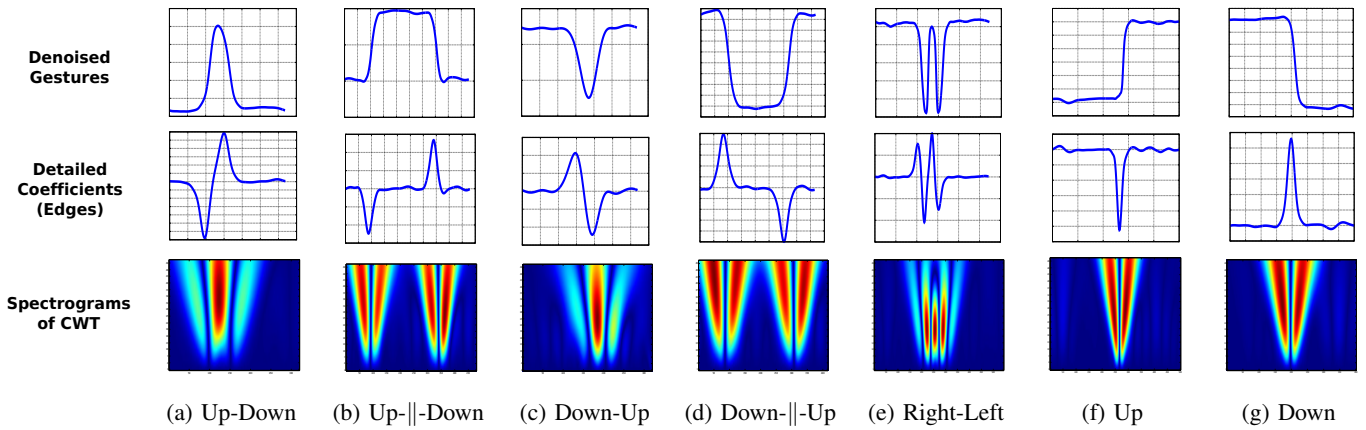 Denoised
Gestures
Detailed
Coefficients
(Edges)
Spectrograms
of CWT
(a) Up-Down
(b) Up-||-Down
(c) Down-Up
(d) Down-||-Up
(e) Right-Left
(f) Up
(g) Down